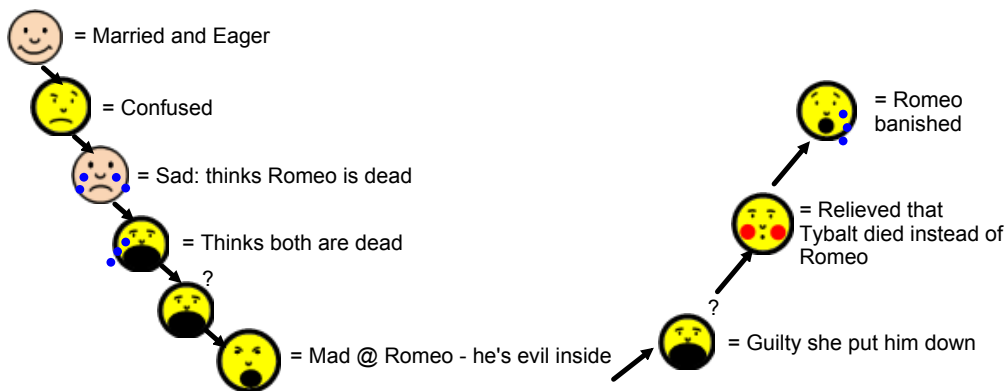 = Married and Eager
= Confused
= Sad: thinks Romeo is dead
= Thinks both are dead
?
= Mad @ Romeo - he's evil inside
?
= Guilty she put him down
= Relieved that
Tybalt died instead of
Romeo
= Romeo
banished